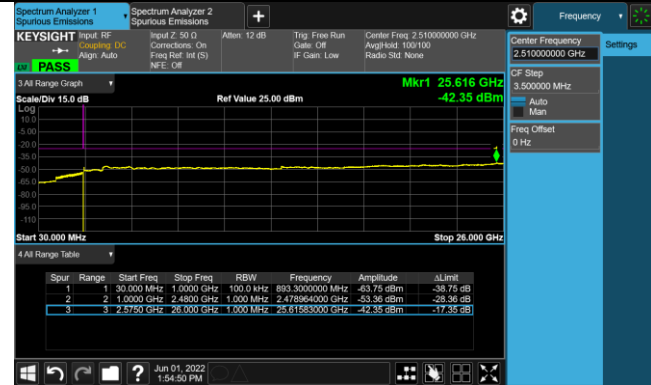 Spectrum Analyzer 1
Spurious Emissions
Spectrum Analyzer 2
Spurious Emissions
+
Frequency
KEYSIGHT Input: RF Input Z: 50 Ω Atten: 12 dB Trig: Free Run Center Freq: 2.510000000 GHz
Coupling: DC Corrections: On Gate: Off Avg|Hold: 100/100
Align: Auto Freq Ref: Int (S) IF Gain: Low Radio Std: None
NFE: Off
PASS
Center Frequency
2.510000000 GHz
Settings
CF Step
3.500000 MHz
Auto
Man
Freq Offset
0 Hz
3 All Range Graph
Mkr1 25.616 GHz
Scale/Div 15.0 dB Ref Value 25.00 dBm -42.35 dBm
Log
10.0
-5.00
-20.0
-35.0
-50.0
-65.0
-80.0
-95.0
-110
1
Start 30.000 MHz Stop 26.000 GHz
4 All Range Table
Spur Range Start Freq Stop Freq RBW Frequency Amplitude ΔLimit
1 1 30.000 MHz 1.0000 GHz 100.0 kHz 893.3000000 MHz -63.75 dBm -38.75 dB
2 2 1.0000 GHz 2.4800 GHz 1.000 MHz 2.478964000 GHz -53.36 dBm -28.36 dB
3 3 2.5750 GHz 26.000 GHz 1.000 MHz 25.61583000 GHz -42.35 dBm -17.35 dB
?
Jun 01, 2022
1:54:50 PM